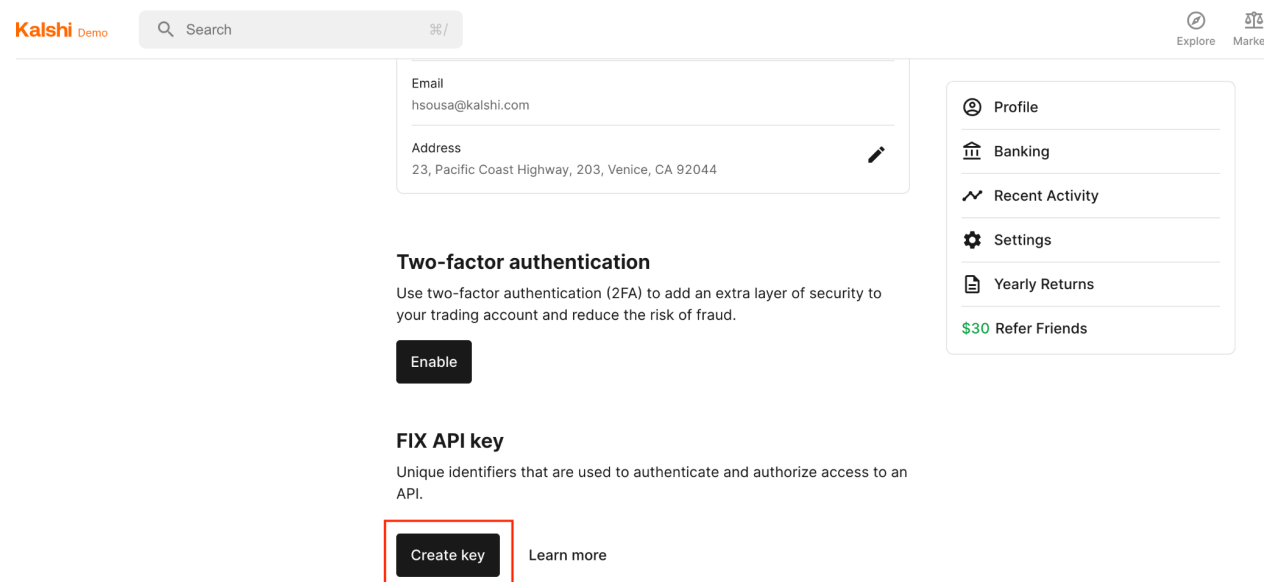 Kalshi Demo
Search
⌘/
Explore
Marke
Email
hsousa@kalshi.com
Address
23, Pacific Coast Highway, 203, Venice, CA 92044
Two-factor authentication
Use two-factor authentication (2FA) to add an extra layer of security to
your trading account and reduce the risk of fraud.
Enable
FIX API key
Unique identifiers that are used to authenticate and authorize access to an
API.
Create key
Learn more
Profile
Banking
Recent Activity
Settings
Yearly Returns
$30 Refer Friends